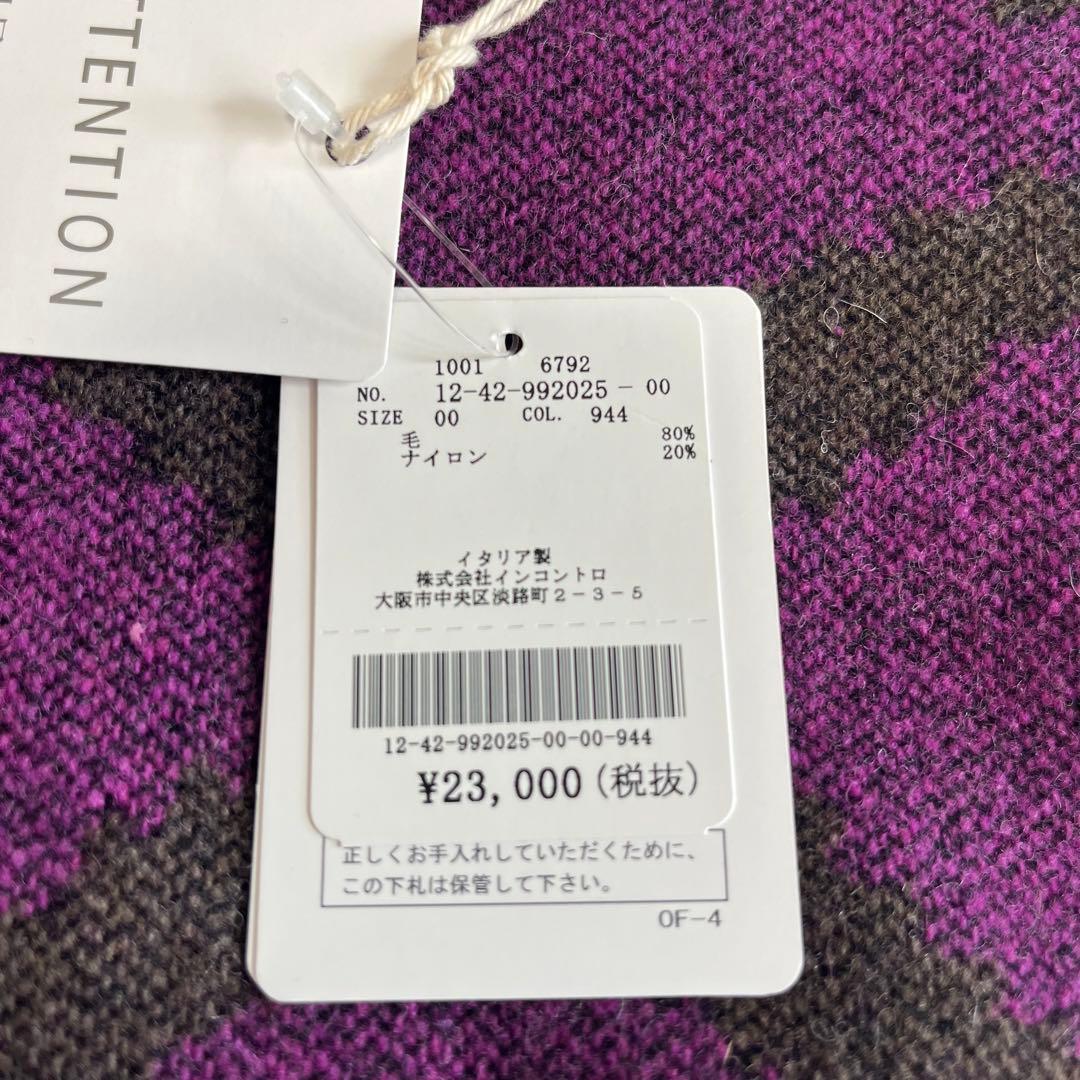 TTENTION
1001 6792
NO. 12-42-992025-00
SIZE 00 COL. 944
毛 80%
ナイロン 20%
イタリア製
株式会社インコントロ
大阪市中央区淡路町2-3-5
12-42-992025-00-00-944
¥23,000(税抜)
正しくお手入れしていただくために、
この下札は保管して下さい。
OF-4